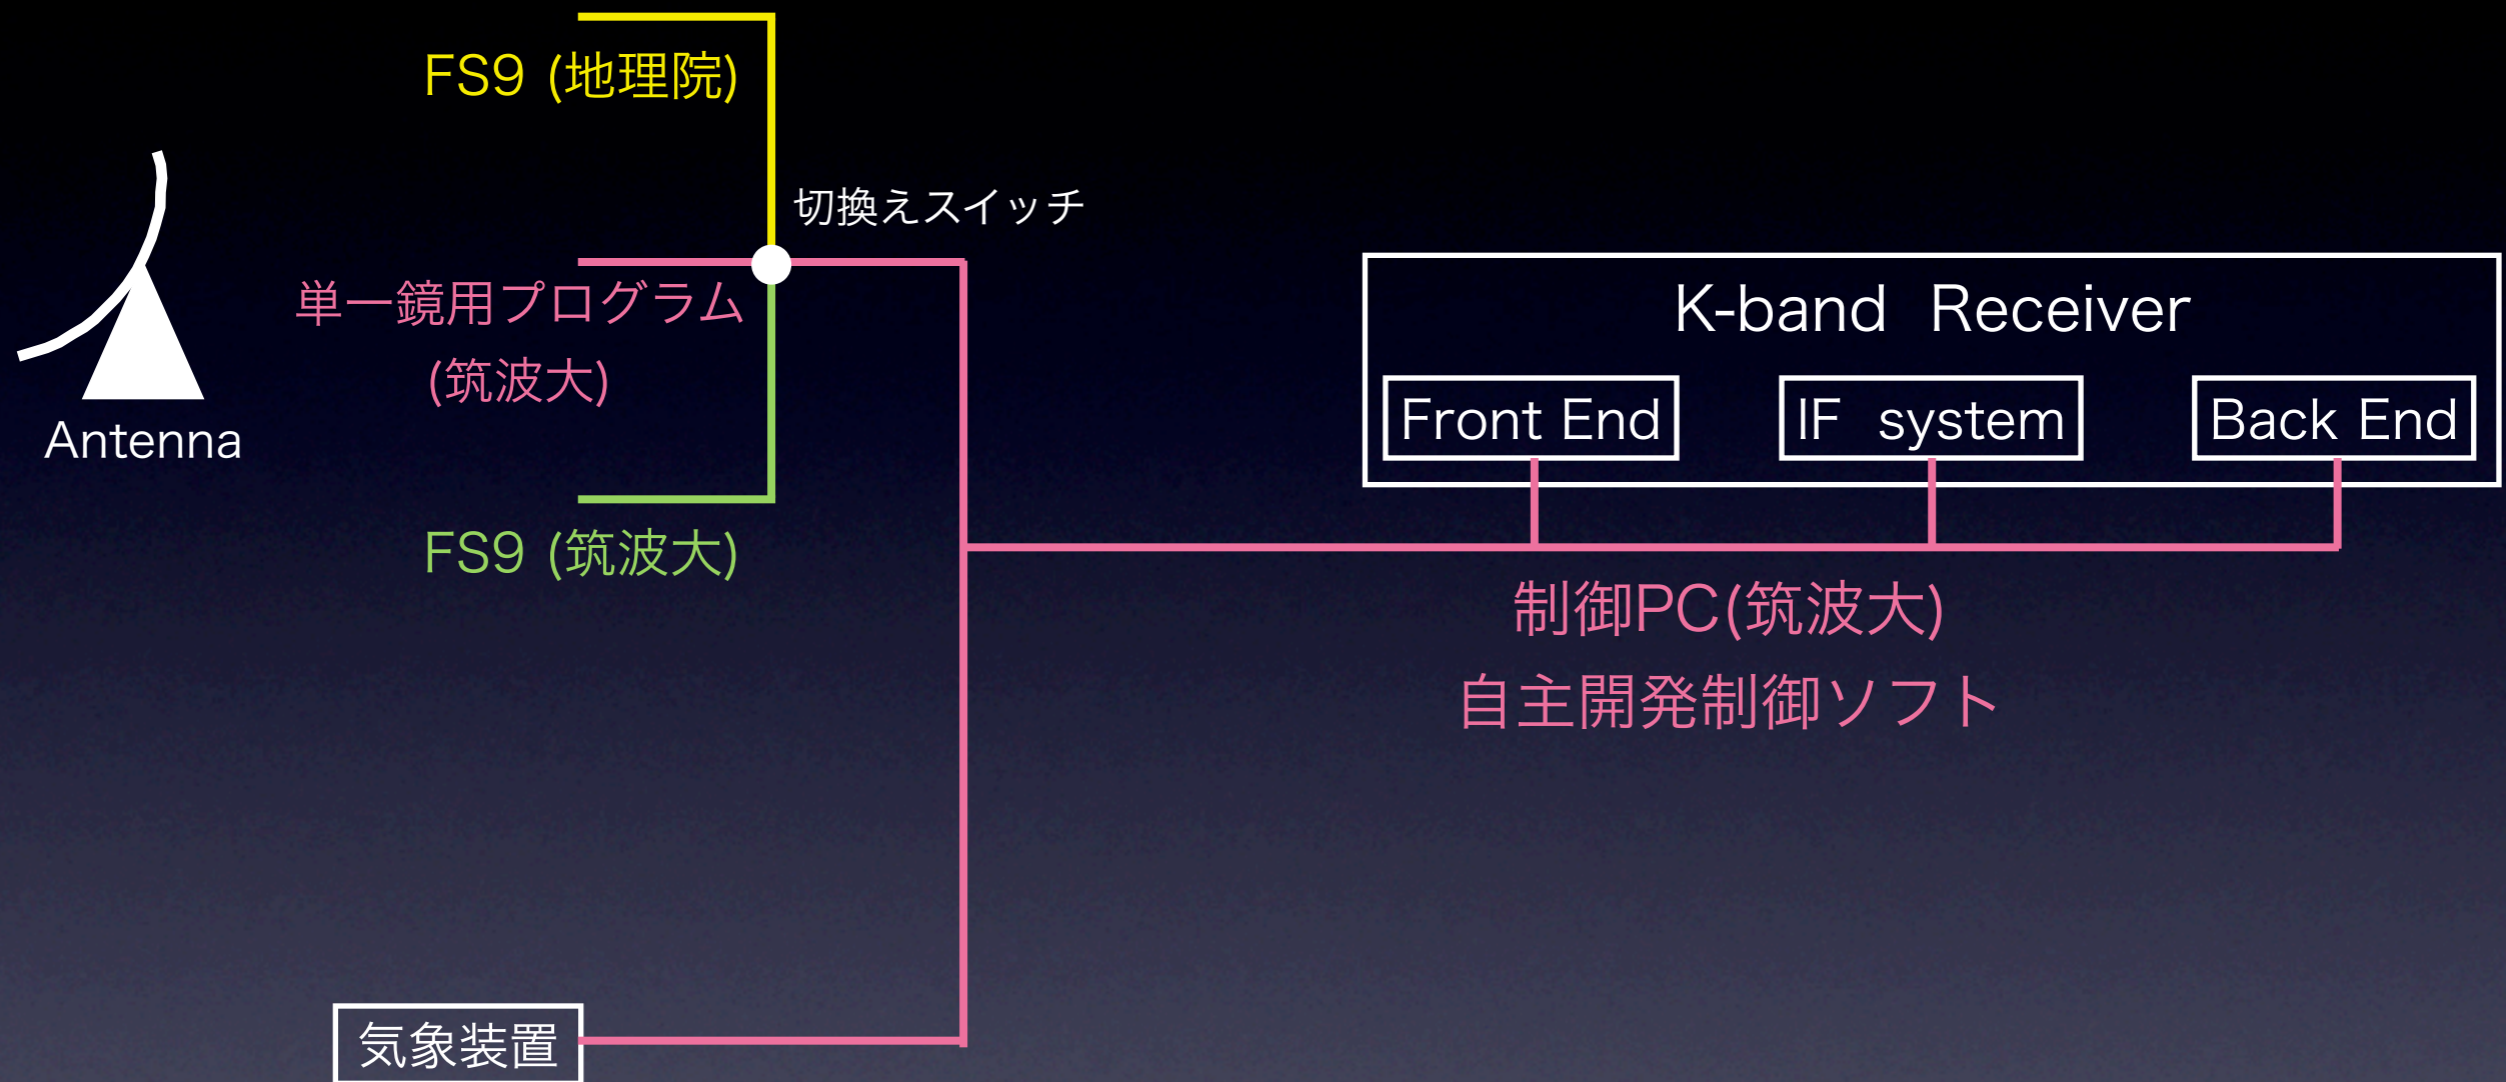 FS9 (地理院)
切換えスイッチ
単一鏡用プログラム
(筑波大)
Antenna
FS9 (筑波大)
K-band Receiver
Front End
IF system
Back End
制御PC(筑波大)
自主開発制御ソフト
気象装置